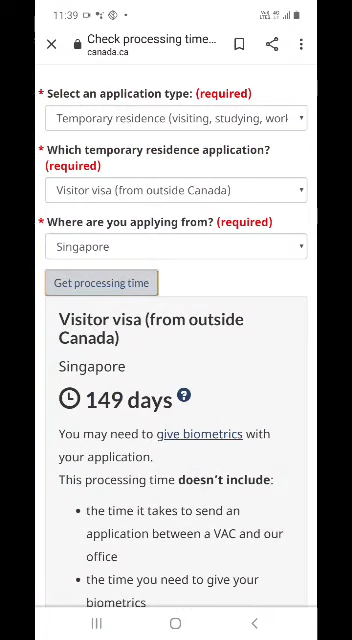 11:39
Check processing time...
canada.ca
* Select an application type: (required)
Temporary residence (visiting, studying, work
* Which temporary residence application?
(required)
Visitor visa (from outside Canada)
* Where are you applying from? (required)
Singapore
Get processing time
Visitor visa (from outside
Canada)
Singapore
149 days ?
You may need to give biometrics with
your application.
This processing time doesn't include:
• the time it takes to send an
application between a VAC and our
office
• the time you need to give your
biometrics